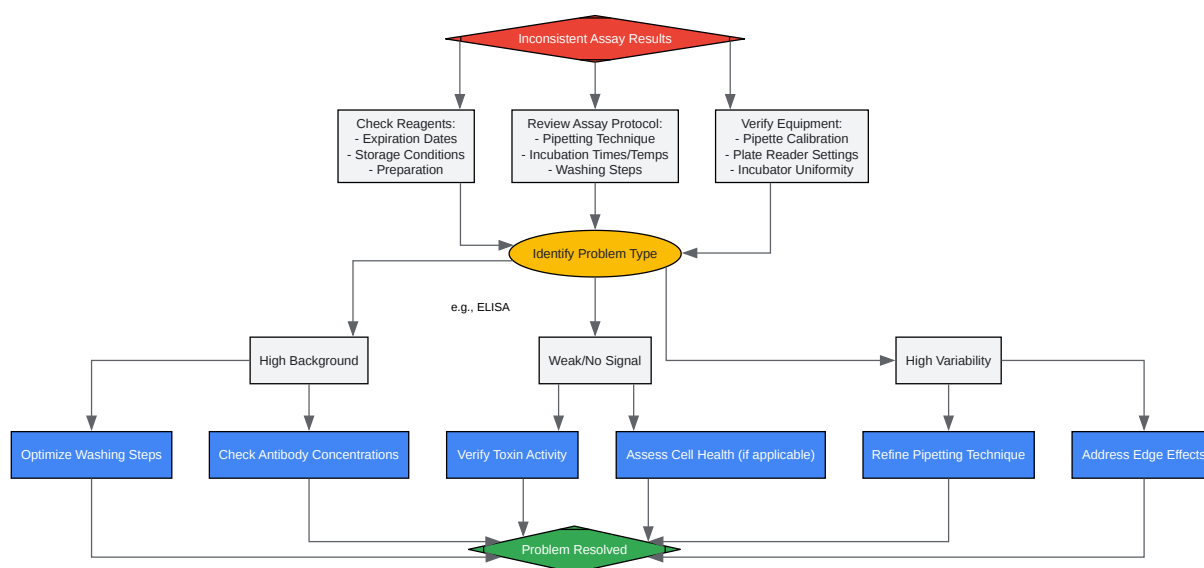 Inconsistent Assay Results
Check Reagents:
- Expiration Dates
- Storage Conditions
- Preparation
Review Assay Protocol:
- Pipetting Technique
- Incubation Times/Temps
- Washing Steps
Verify Equipment:
- Pipette Calibration
- Plate Reader Settings
- Incubator Uniformity
Identify Problem Type
e.g., ELISA
High Background
Weak/No Signal
High Variability
Optimize Washing Steps
Check Antibody Concentrations
Verify Toxin Activity
Assess Cell Health (if applicable)
Refine Pipetting Technique
Address Edge Effects
Problem Resolved